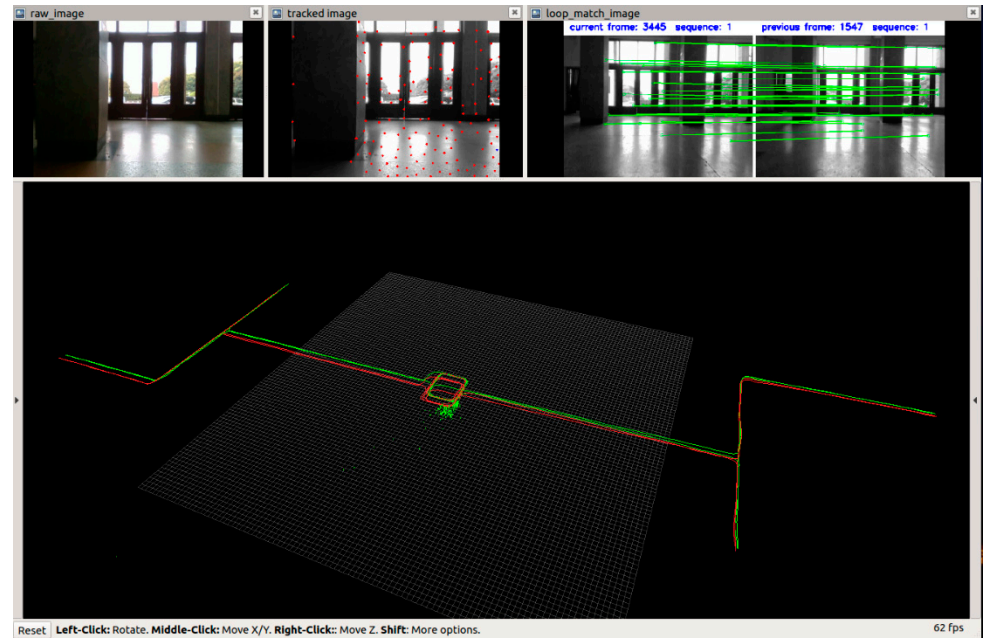 raw_image
tracked image
loop_match_image
current frame: 3445 sequence: 1
previous frame: 1547 sequence: 1
Reset Left-Click: Rotate. Middle-Click: Move X/Y. Right-Click:: Move Z. Shift: More options. 62 fps